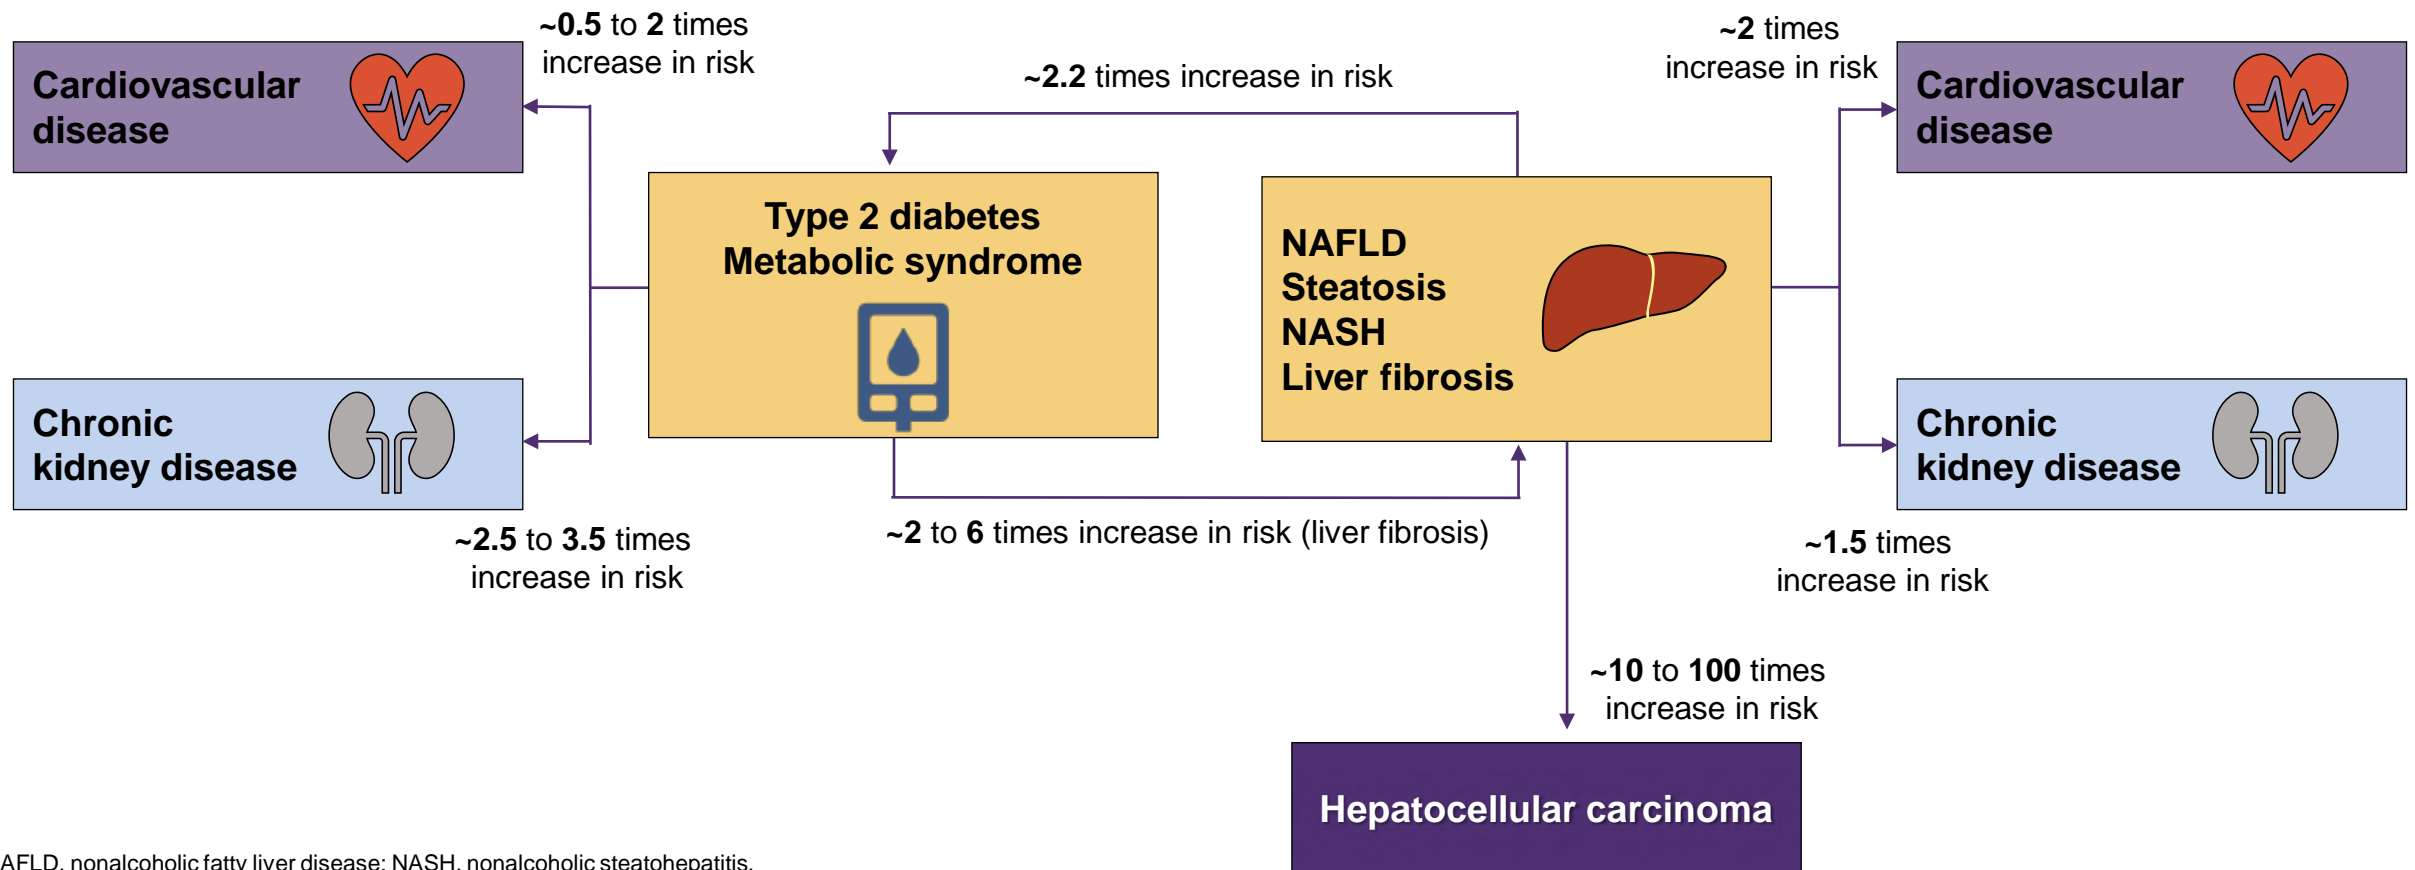 ~0.5 to 2 times
increase in risk
Cardiovascular
disease
~2.2 times increase in risk
~2 times
increase in risk
Cardiovascular
disease
Type 2 diabetes
Metabolic syndrome
NAFLD
Steatosis
NASH
Liver fibrosis
Chronic
kidney disease
Chronic
kidney disease
~2.5 to 3.5 times
increase in risk
~2 to 6 times increase in risk (liver fibrosis)
~1.5 times
increase in risk
~10 to 100 times
increase in risk
Hepatocellular carcinoma
AFLD, nonalcoholic fatty liver disease; NASH, nonalcoholic steatohepatitis.